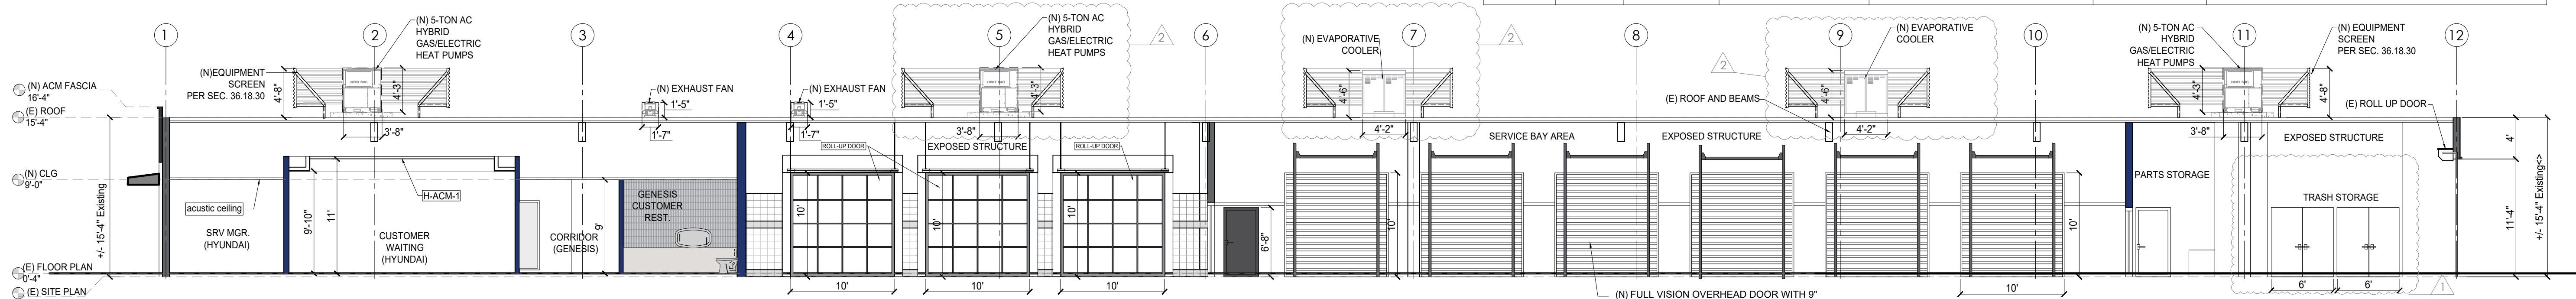 1
2
3
4
5
6
7
8
9
10
11
12
(N) 5-TON AC
HYBRID
GAS/ELECTRIC
HEAT PUMPS
(N)EQUIPMENT
SCREEN
PER SEC. 36.18.30
4'-8"
4'-3"
3'-8"
(N) EXHAUST FAN
1'-5"
1'-7"
(N) EXHAUST FAN
1'-5"
1'-7"
(N) 5-TON AC
HYBRID
GAS/ELECTRIC
HEAT PUMPS
4'-3"
3'-8"
2
(N) EVAPORATIVE
COOLER
4'-6"
4'-2"
2
(N) EVAPORATIVE
COOLER
4'-6"
4'-2"
2
(E) ROOF AND BEAMS
(N) 5-TON AC
HYBRID
GAS/ELECTRIC
HEAT PUMPS
4'-3"
3'-8"
(N) EQUIPMENT
SCREEN
PER SEC. 36.18.30
4'-8"
(E) ROLL UP DOOR
(N) ACM FASCIA
16'-4"
(E) ROOF
15'-4"
(N) CLG
9'-0"
(E) FLOOR PLAN
0'-4"
(E) SITE PLAN
+/- 15'-4" Existing
acustic ceiling
SRV MGR.
(HYUNDAI)
9'-10"
11'
H-ACM-1
CUSTOMER
WAITING
(HYUNDAI)
CORRIDOR
(GENESIS)
9'
GENESIS
CUSTOMER
REST.
ROLL-UP DOOR
EXPOSED STRUCTURE
ROLL-UP DOOR
10'
10'
10'
10'
10'
10'
6'-8"
SERVICE BAY AREA
EXPOSED STRUCTURE
10'
10'
10'
(N) FULL VISION OVERHEAD DOOR WITH 9"
PARTS STORAGE
EXPOSED STRUCTURE
TRASH STORAGE
6'
6'
1
4'
11'-4"
+/- 15'-4" Existing<>